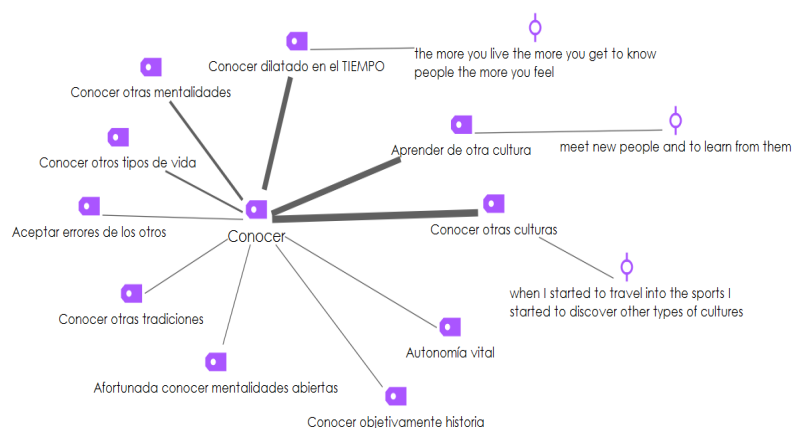 Conocer dilatado en el TIEMPO
the more you live the more you get to know
people the more you feel
Conocer otras mentalidades
Aprender de otra cultura
meet new people and to learn from them
Conocer otros tipos de vida
Aceptar errores de los otros
Conocer
Conocer otras culturas
when I started to travel into the sports I
started to discover other types of cultures
Conocer otras tradiciones
Autonomía vital
Afortunada conocer mentalidades abiertas
Conocer objetivamente historia